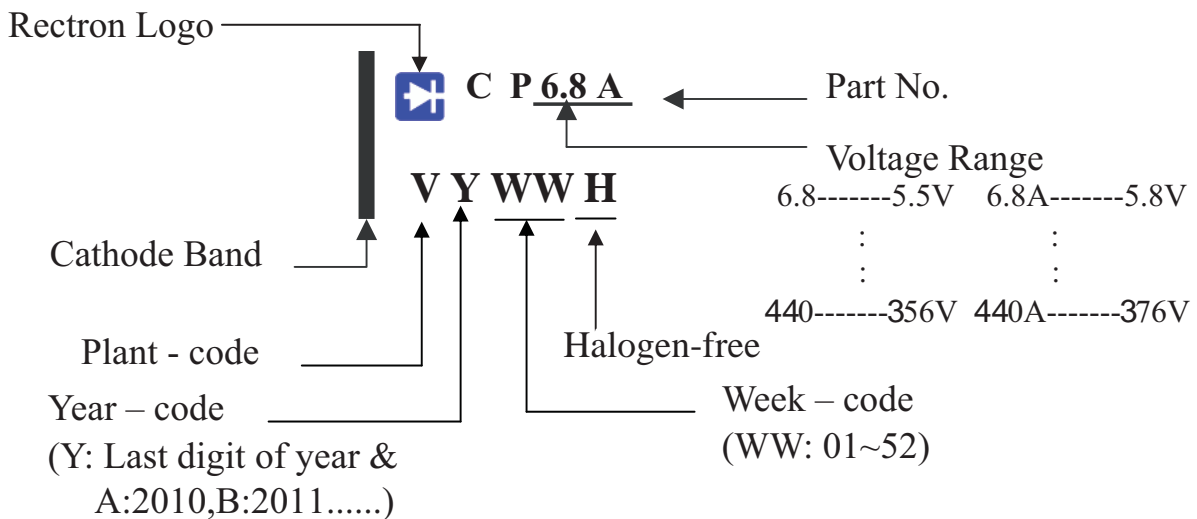 Rectron Logo
C P 6.8 A
Part No.
Voltage Range
V Y WW H
6.8-------5.5V 6.8A-------5.8V
: :
: :
440-------356V 440A-------376V
Cathode Band
Plant - code
Halogen-free
Year – code
(Y: Last digit of year &
A:2010,B:2011......)
Week – code
(WW: 01~52)